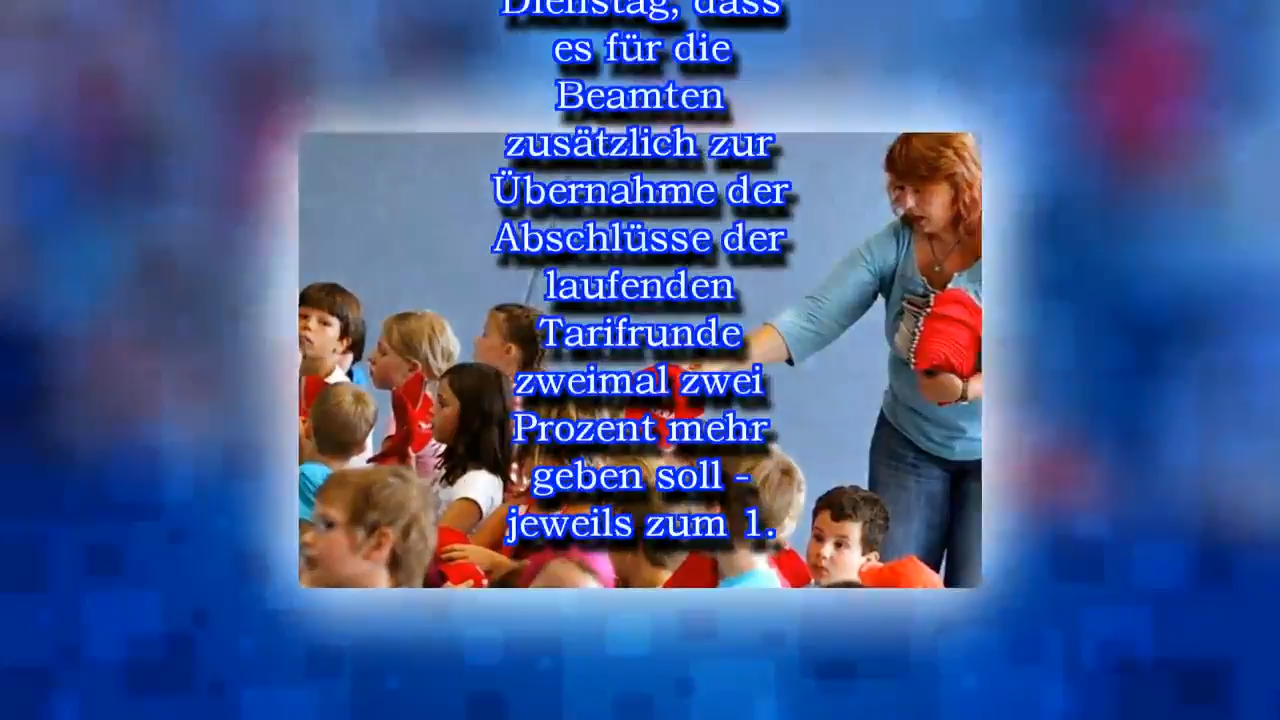 Dienstag, dass
es für die
Beamten
zusätzlich zur
Übernahme der
Abschlüsse der
laufenden
Tarifrunde
zweimal zwei
Prozent mehr
geben soll -
jeweils zum 1.